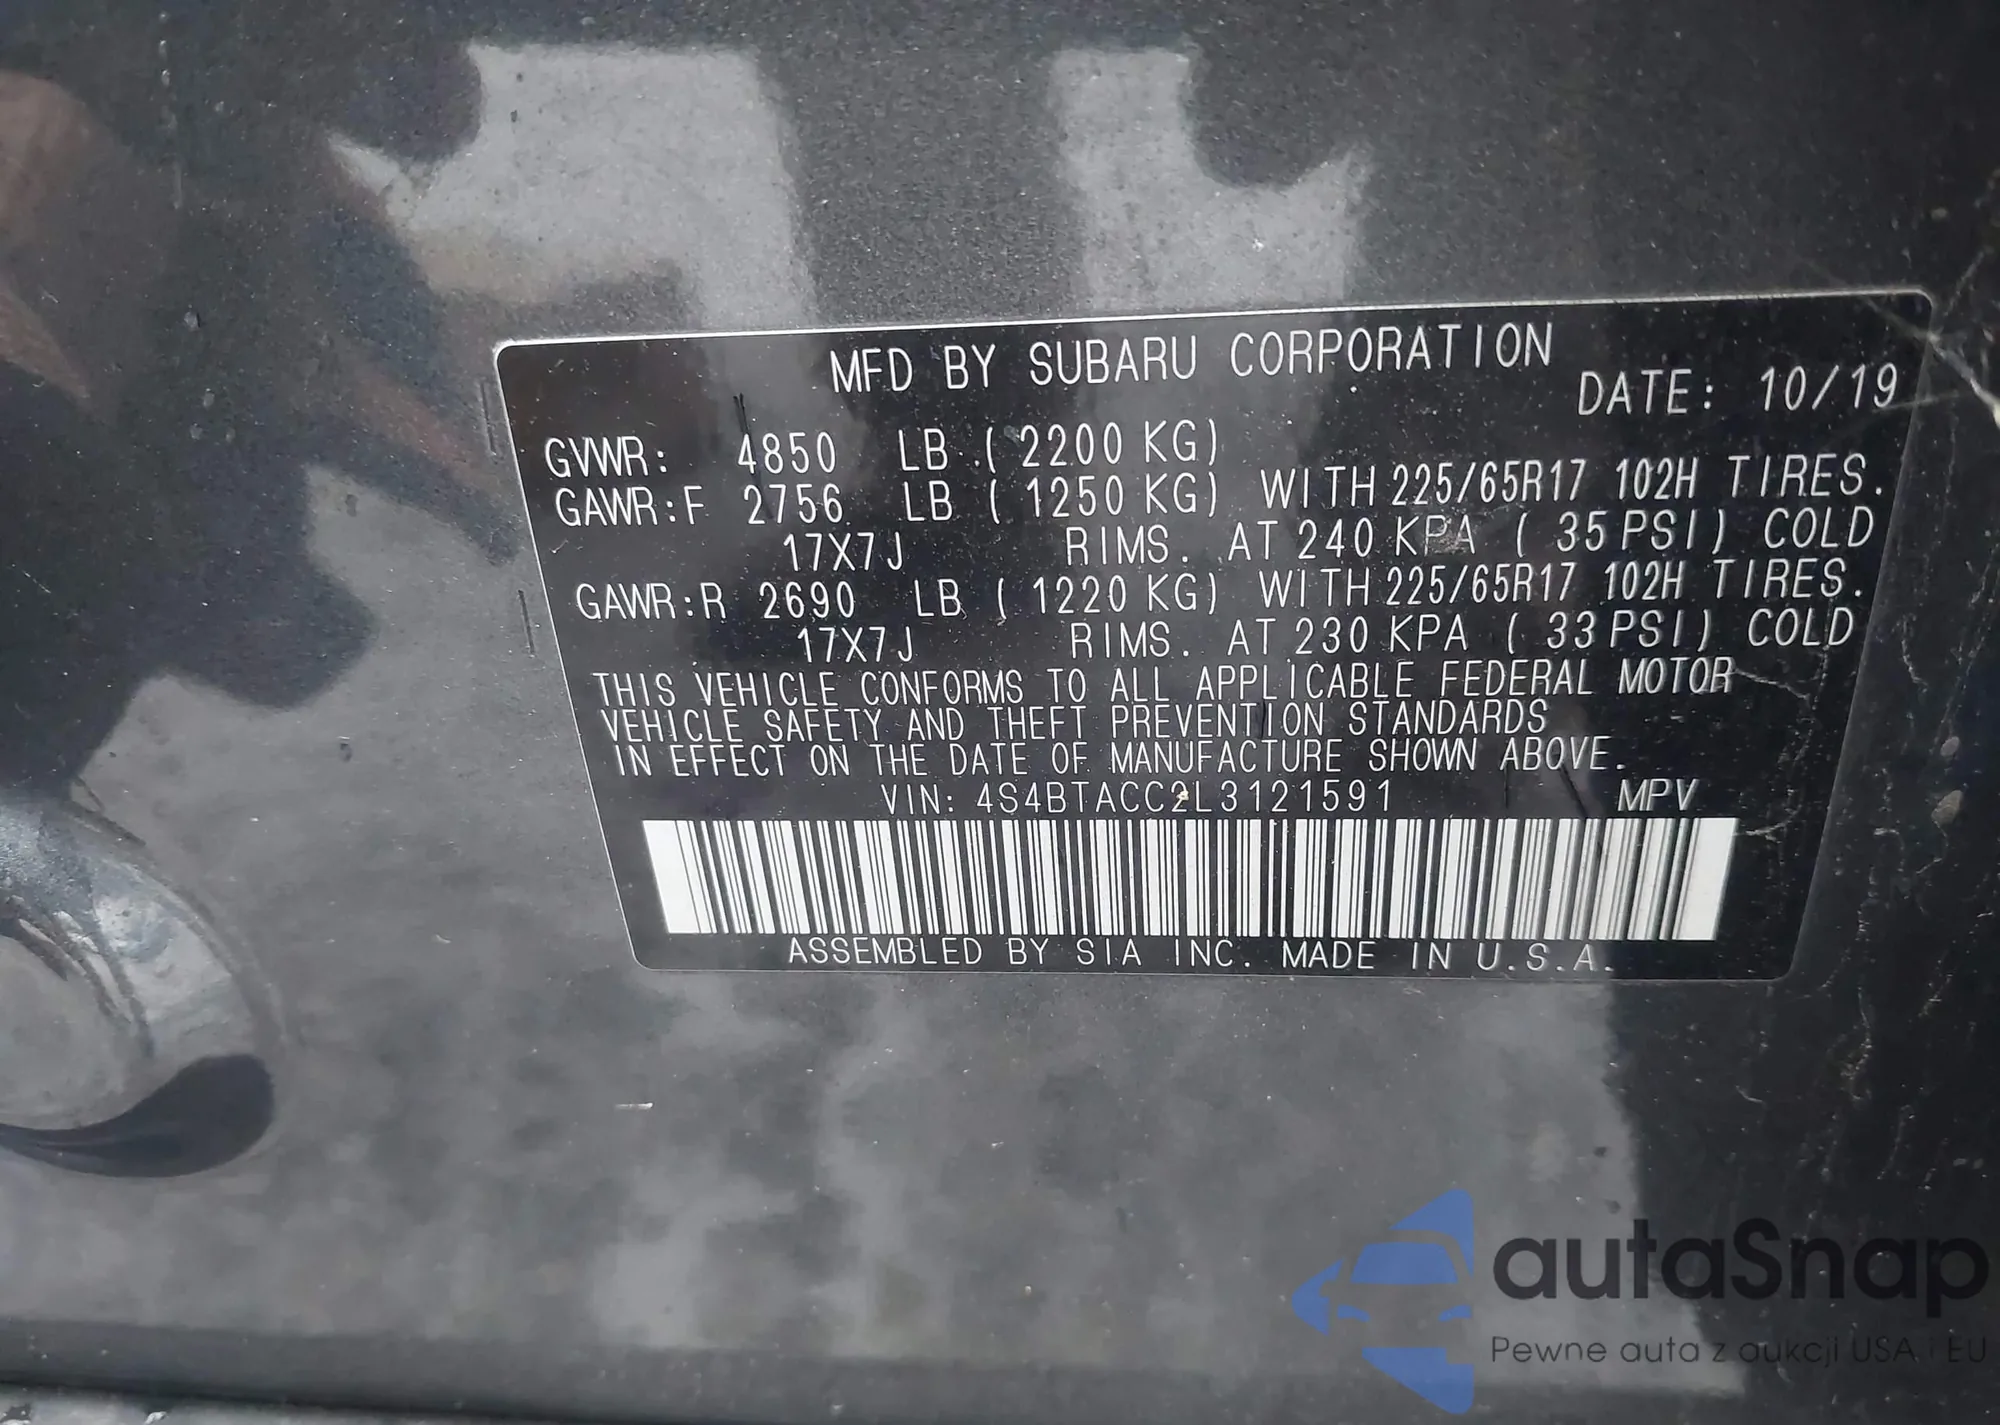 MFD BY SUBARU CORPORATION
DATE: 10/19
GVWR: 4850 LB ( 2200 KG)
GAWR:F 2756 LB ( 1250 KG) WITH 225/65R17 102H TIRES.
17X7J RIMS. AT 240 KPA ( 35 PSI) COLD
GAWR:R 2690 LB ( 1220 KG) WITH 225/65R17 102H TIRES.
17X7J RIMS. AT 230 KPA ( 33 PSI) COLD
THIS VEHICLE CONFORMS TO ALL APPLICABLE FEDERAL MOTOR
VEHICLE SAFETY AND THEFT PREVENTION STANDARDS
IN EFFECT ON THE DATE OF MANUFACTURE SHOWN ABOVE.
VIN: 4S4BTACC2L3121591 MPV
ASSEMBLED BY SIA INC. MADE IN U.S.A.
autaSnap
Pewne auta z aukcji USA i EU